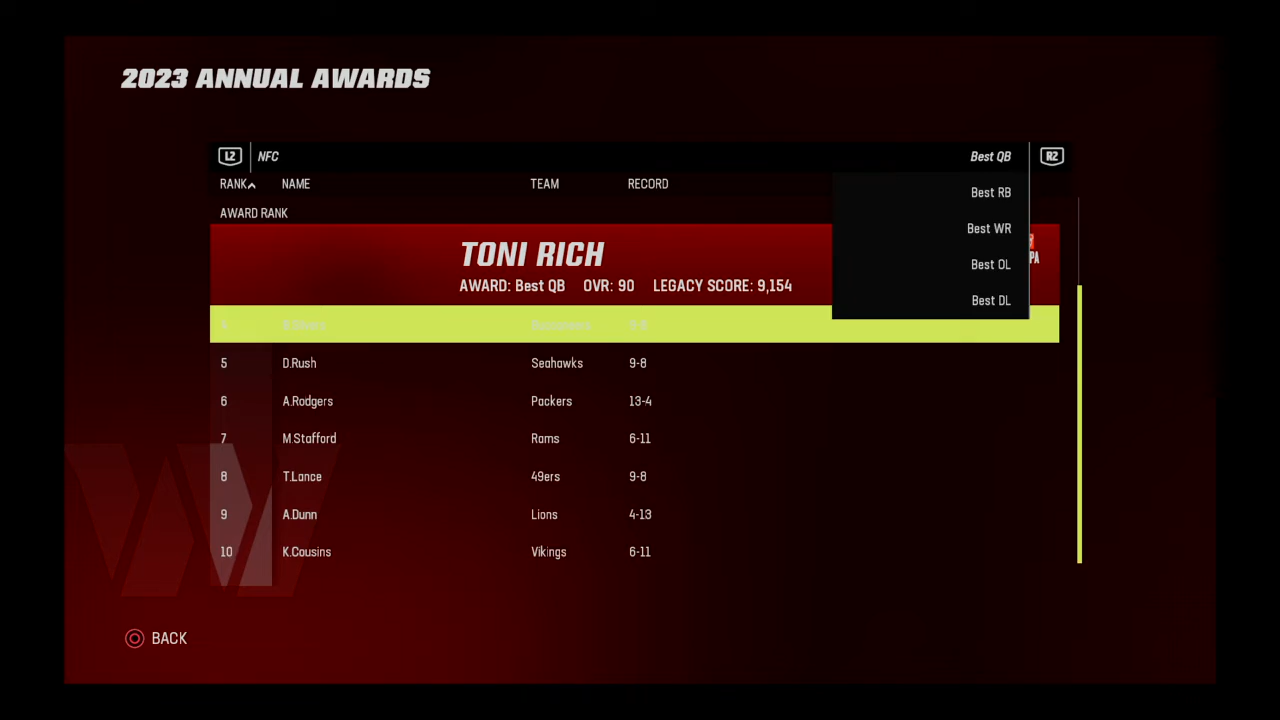 2023 ANNUAL AWARDS
L2 NFC Best QB R2
RANK NAME TEAM RECORD
Best RB
AWARD RANK
Best WR
TONI RICH
AWARD: Best QB OVR: 90 LEGACY SCORE: 9,154
PA
Best OL
Best DL
5 D.Rush Seahawks 9-8
6 A.Rodgers Packers 13-4
7 M.Stafford Rams 6-11
8 T.Lance 49ers 9-8
9 A.Dunn Lions 4-13
10 K.Cousins Vikings 6-11
BACK